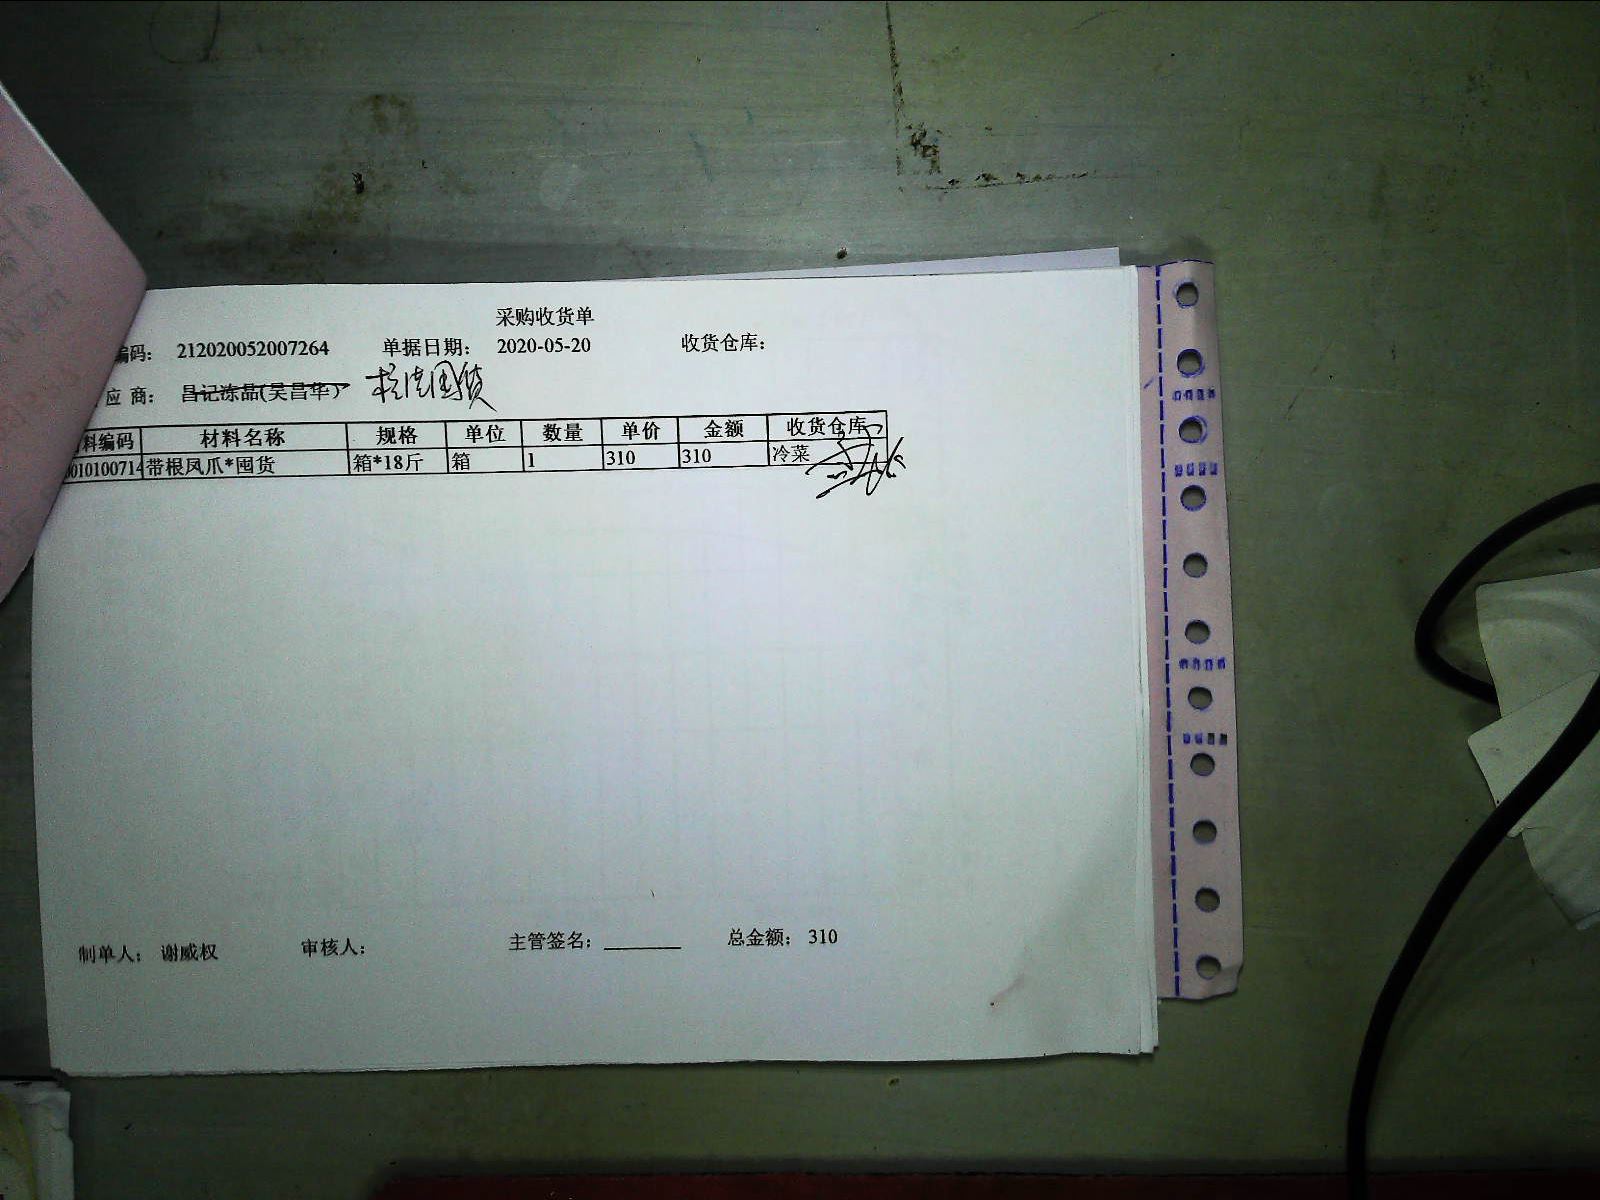 采购收货单
编码： 212020052007264 单据日期： 2020-05-20 收货仓库：
应 商： 昌记冻品(吴昌华)
料编码 材料名称 规格 单位 数量 单价 金额 收货仓库
010100714 带根凤爪*囤货 箱*18斤 箱 1 310 310 冷菜
制单人： 谢威权 审核人： 主管签名： 总金额： 310